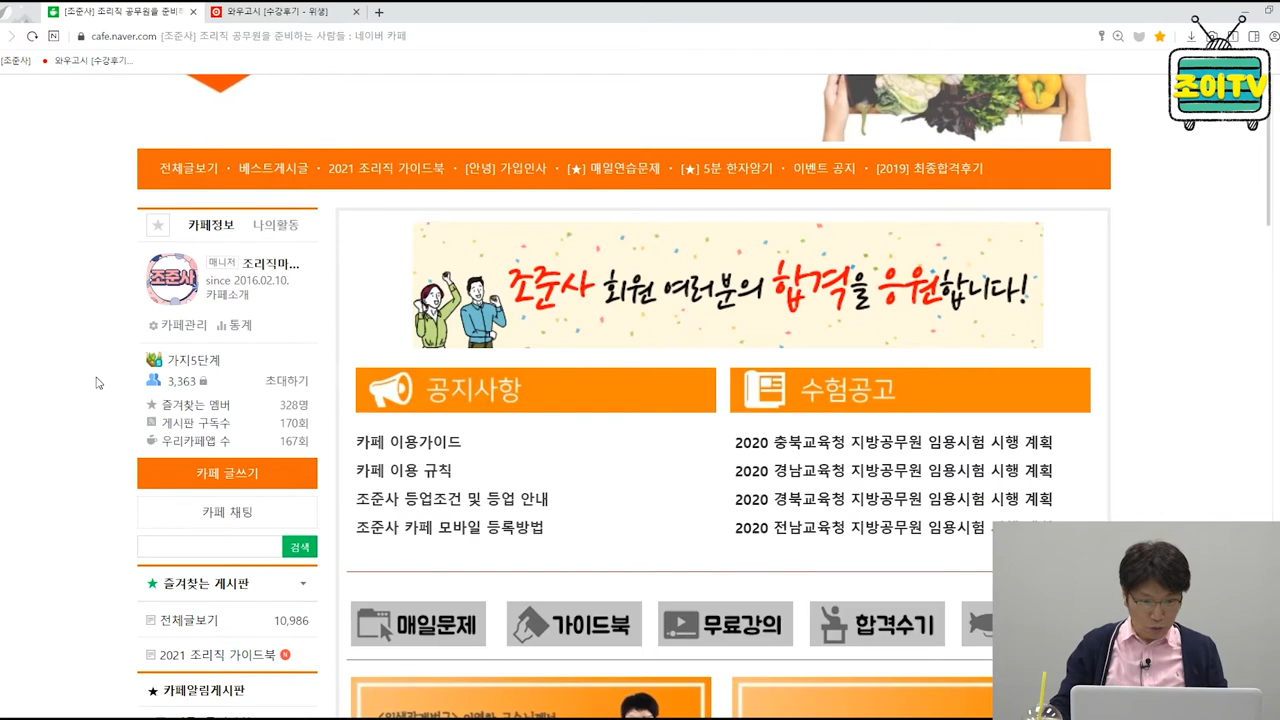 [조준사] 조리직 공무원을 준비하
와우고시 [수강후기 - 위생]
cafe.naver.com [조준사] 조리직 공무원을 준비하는 사람들 : 네이버 카페
[조준사]
와우고시 [수강후기...
조이TV
전체글보기 · 베스트게시글 · 2021 조리직 가이드북 · [안녕] 가입인사 · [★] 매일연습문제 · [★] 5분 한자암기 · 이벤트 공지 · [2019] 최종합격후기
카페정보 나의활동
조준사
매니저 조리직마...
since 2016.02.10.
카페소개
카페관리 통계
가지5단계
3,363 초대하기
즐겨찾는 멤버 328명
게시판 구독수 170회
우리카페앱 수 167회
카페 글쓰기
카페 채팅
검색
즐겨찾는 게시판
전체글보기 10,986
2021 조리직 가이드북 N
★ 카페알림게시판
조준사 회원 여러분의 합격을 응원합니다!
공지사항
카페 이용가이드
카페 이용 규칙
조준사 등업조건 및 등업 안내
조준사 카페 모바일 등록방법
수험공고
2020 충북교육청 지방공무원 임용시험 시행 계획
2020 경남교육청 지방공무원 임용시험 시행 계획
2020 경북교육청 지방공무원 임용시험 시행 계획
2020 전남교육청 지방공무원 임용시험 시행 계획
매일문제
가이드북
무료강의
합격수기